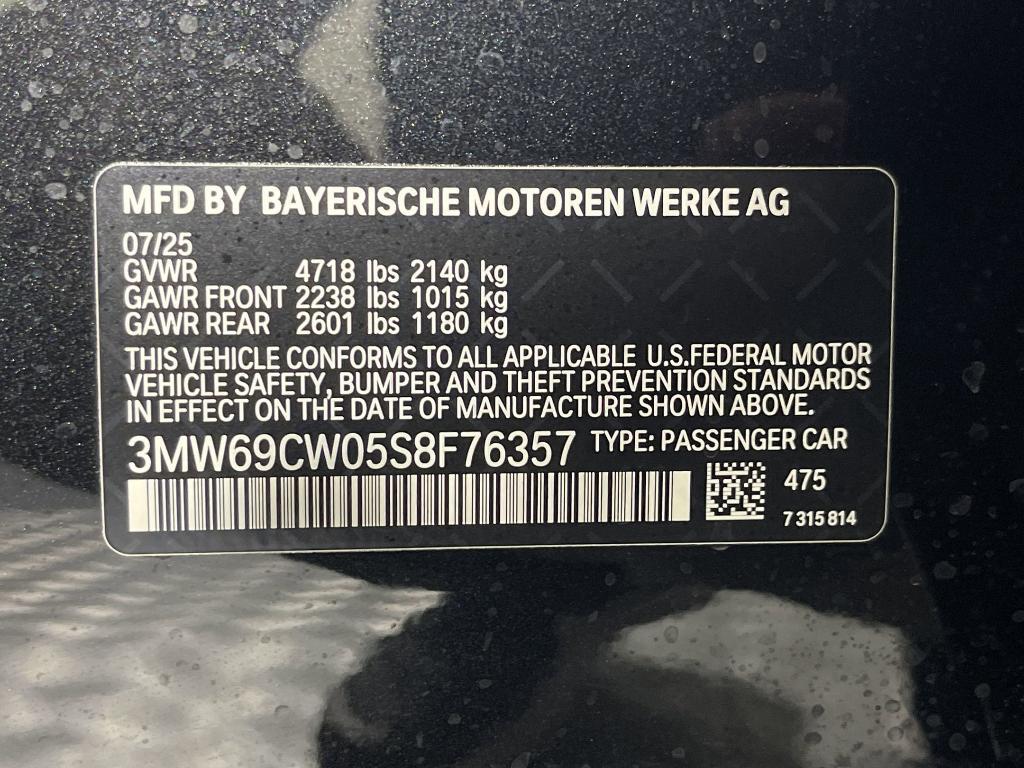 MFD BY BAYERISCHE MOTOREN WERKE AG
07/25
GVWR 4718 lbs 2140 kg
GAWR FRONT 2238 lbs 1015 kg
GAWR REAR 2601 lbs 1180 kg
THIS VEHICLE CONFORMS TO ALL APPLICABLE U.S.FEDERAL MOTOR
VEHICLE SAFETY, BUMPER AND THEFT PREVENTION STANDARDS
IN EFFECT ON THE DATE OF MANUFACTURE SHOWN ABOVE.
3MW69CW05S8F76357 TYPE: PASSENGER CAR
475
7 315 814